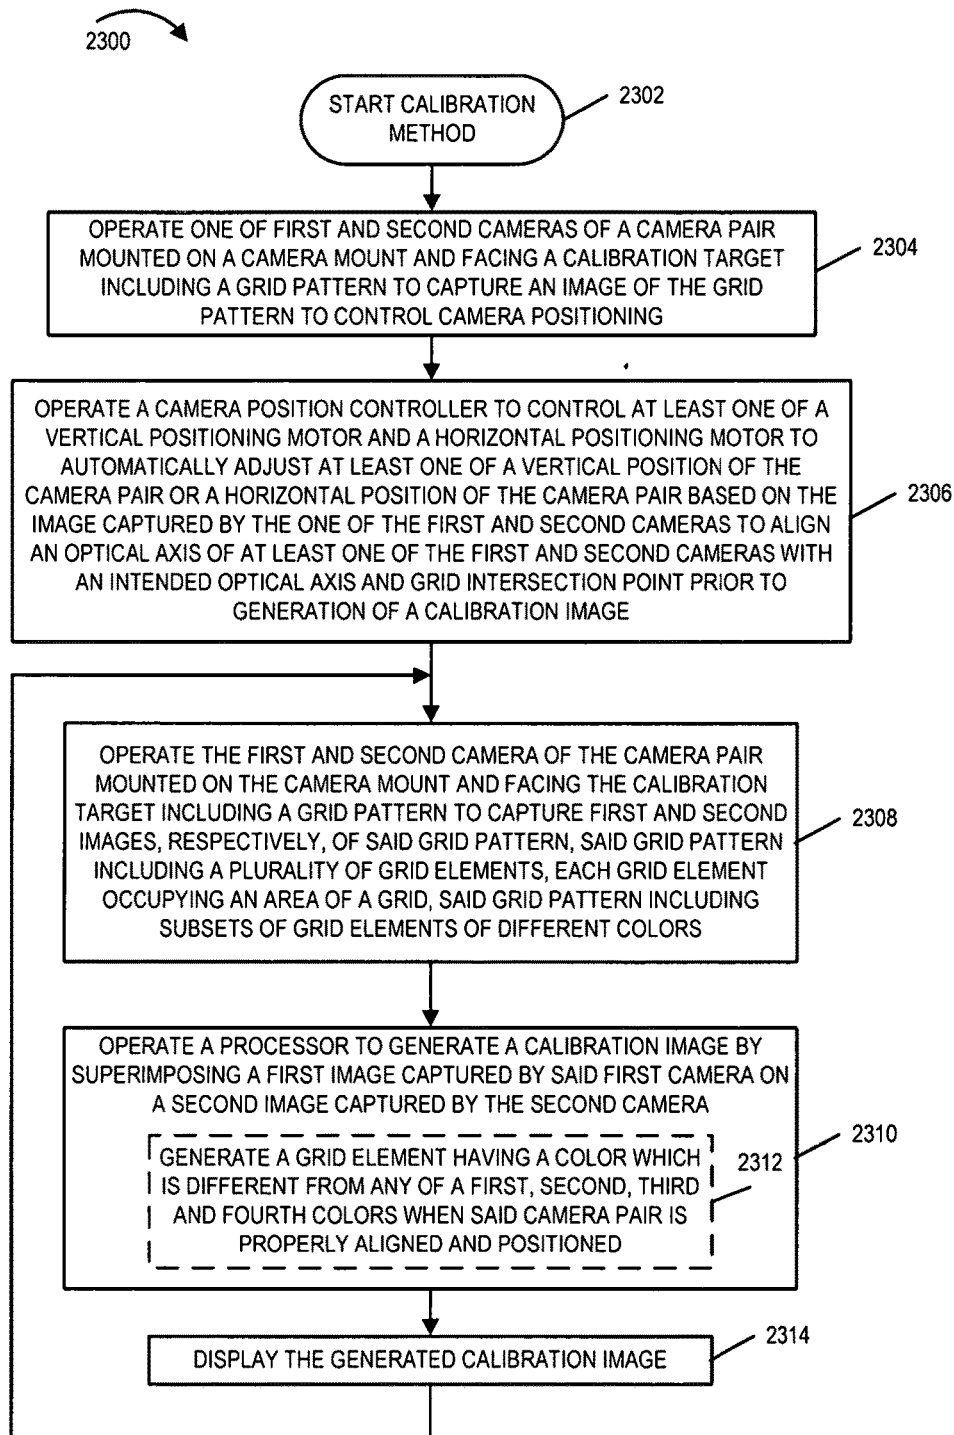 2300
START CALIBRATION
METHOD
2302
OPERATE ONE OF FIRST AND SECOND CAMERAS OF A CAMERA PAIR
MOUNTED ON A CAMERA MOUNT AND FACING A CALIBRATION TARGET
INCLUDING A GRID PATTERN TO CAPTURE AN IMAGE OF THE GRID
PATTERN TO CONTROL CAMERA POSITIONING
2304
OPERATE A CAMERA POSITION CONTROLLER TO CONTROL AT LEAST ONE OF A
VERTICAL POSITIONING MOTOR AND A HORIZONTAL POSITIONING MOTOR TO
AUTOMATICALLY ADJUST AT LEAST ONE OF A VERTICAL POSITION OF THE
CAMERA PAIR OR A HORIZONTAL POSITION OF THE CAMERA PAIR BASED ON THE
IMAGE CAPTURED BY THE ONE OF THE FIRST AND SECOND CAMERAS TO ALIGN
AN OPTICAL AXIS OF AT LEAST ONE OF THE FIRST AND SECOND CAMERAS WITH
AN INTENDED OPTICAL AXIS AND GRID INTERSECTION POINT PRIOR TO
GENERATION OF A CALIBRATION IMAGE
2306
OPERATE THE FIRST AND SECOND CAMERA OF THE CAMERA PAIR
MOUNTED ON THE CAMERA MOUNT AND FACING THE CALIBRATION
TARGET INCLUDING A GRID PATTERN TO CAPTURE FIRST AND SECOND
IMAGES, RESPECTIVELY, OF SAID GRID PATTERN, SAID GRID PATTERN
INCLUDING A PLURALITY OF GRID ELEMENTS, EACH GRID ELEMENT
OCCUPYING AN AREA OF A GRID, SAID GRID PATTERN INCLUDING
SUBSETS OF GRID ELEMENTS OF DIFFERENT COLORS
2308
OPERATE A PROCESSOR TO GENERATE A CALIBRATION IMAGE BY
SUPERIMPOSING A FIRST IMAGE CAPTURED BY SAID FIRST CAMERA ON
A SECOND IMAGE CAPTURED BY THE SECOND CAMERA
2310
GENERATE A GRID ELEMENT HAVING A COLOR WHICH
IS DIFFERENT FROM ANY OF A FIRST, SECOND, THIRD
AND FOURTH COLORS WHEN SAID CAMERA PAIR IS
PROPERLY ALIGNED AND POSITIONED
2312
DISPLAY THE GENERATED CALIBRATION IMAGE
2314